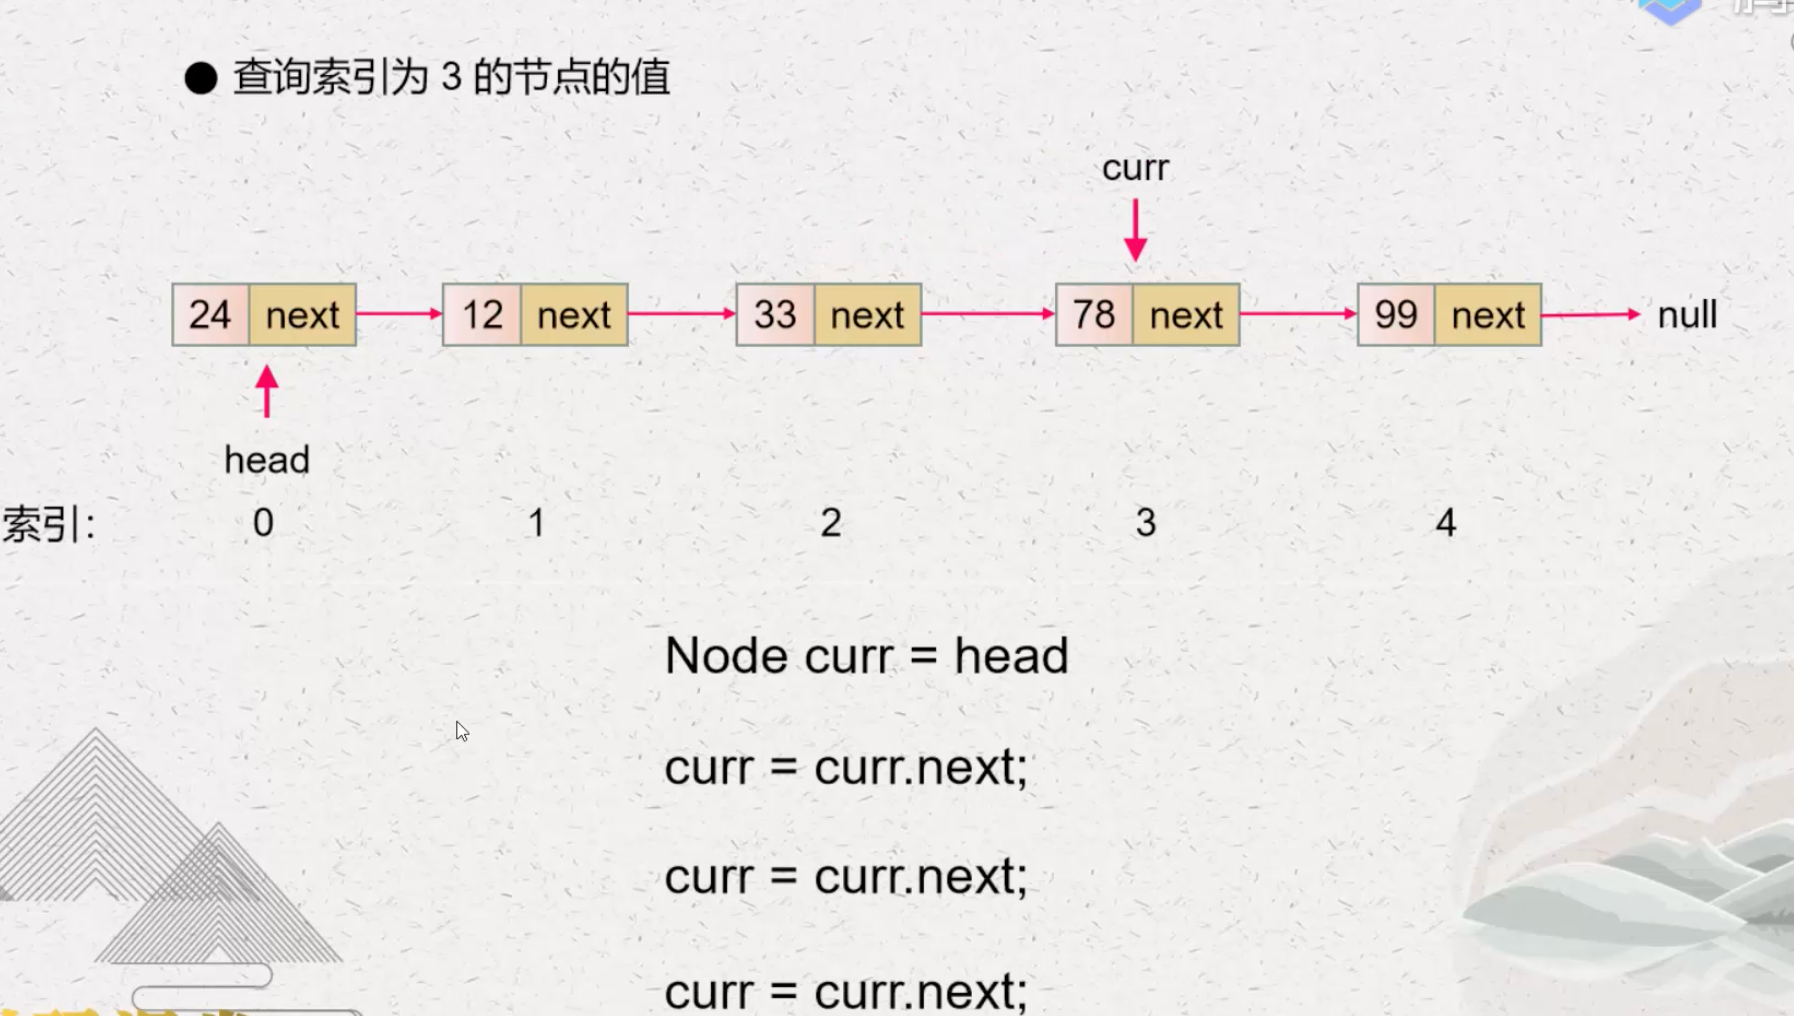 ● 查询索引为 3 的节点的值
curr
24 next 12 next 33 next 78 next 99 next null
head
索引: 0 1 2 3 4
Node curr = head
curr = curr.next;
curr = curr.next;
curr = curr.next;